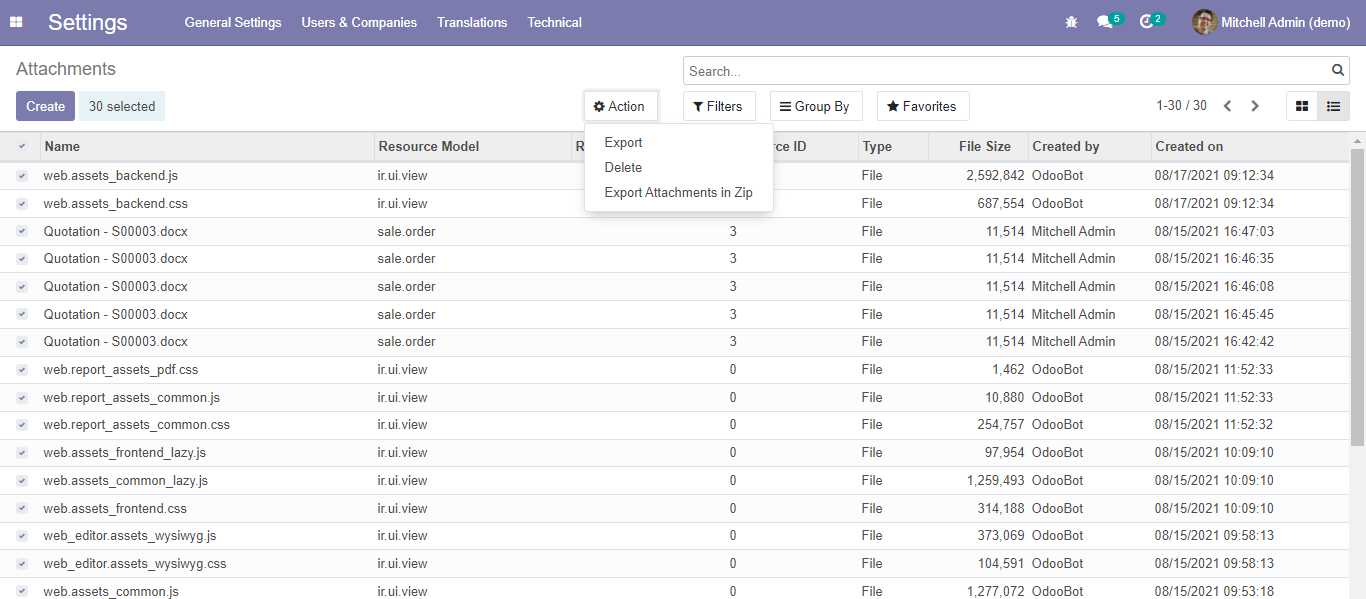 Settings General Settings Users & Companies Translations Technical 5 2 Mitchell Admin (demo)
Attachments Search...
Create 30 selected Action Filters Group By Favorites 1-30 / 30
Export
Delete
Export Attachments in Zip
Name Resource Model R ce ID Type File Size Created by Created on
web.assets_backend.js ir.ui.view File 2,592,842 OdooBot 08/17/2021 09:12:34
web.assets_backend.css ir.ui.view File 687,554 OdooBot 08/17/2021 09:12:34
Quotation - S00003.docx sale.order 3 File 11,514 Mitchell Admin 08/15/2021 16:47:03
Quotation - S00003.docx sale.order 3 File 11,514 Mitchell Admin 08/15/2021 16:46:35
Quotation - S00003.docx sale.order 3 File 11,514 Mitchell Admin 08/15/2021 16:46:08
Quotation - S00003.docx sale.order 3 File 11,514 Mitchell Admin 08/15/2021 16:45:45
Quotation - S00003.docx sale.order 3 File 11,514 Mitchell Admin 08/15/2021 16:42:42
web.report_assets_pdf.css ir.ui.view 0 File 1,462 OdooBot 08/15/2021 11:52:33
web.report_assets_common.js ir.ui.view 0 File 10,880 OdooBot 08/15/2021 11:52:33
web.report_assets_common.css ir.ui.view 0 File 254,757 OdooBot 08/15/2021 11:52:32
web.assets_frontend_lazy.js ir.ui.view 0 File 97,954 OdooBot 08/15/2021 10:09:10
web.assets_common_lazy.js ir.ui.view 0 File 1,259,493 OdooBot 08/15/2021 10:09:10
web.assets_frontend.css ir.ui.view 0 File 314,188 OdooBot 08/15/2021 10:09:10
web_editor.assets_wysiwyg.js ir.ui.view 0 File 373,069 OdooBot 08/15/2021 09:58:13
web_editor.assets_wysiwyg.css ir.ui.view 0 File 104,591 OdooBot 08/15/2021 09:58:13
web.assets_common.js ir.ui.view 0 File 1,277,072 OdooBot 08/15/2021 09:53:18